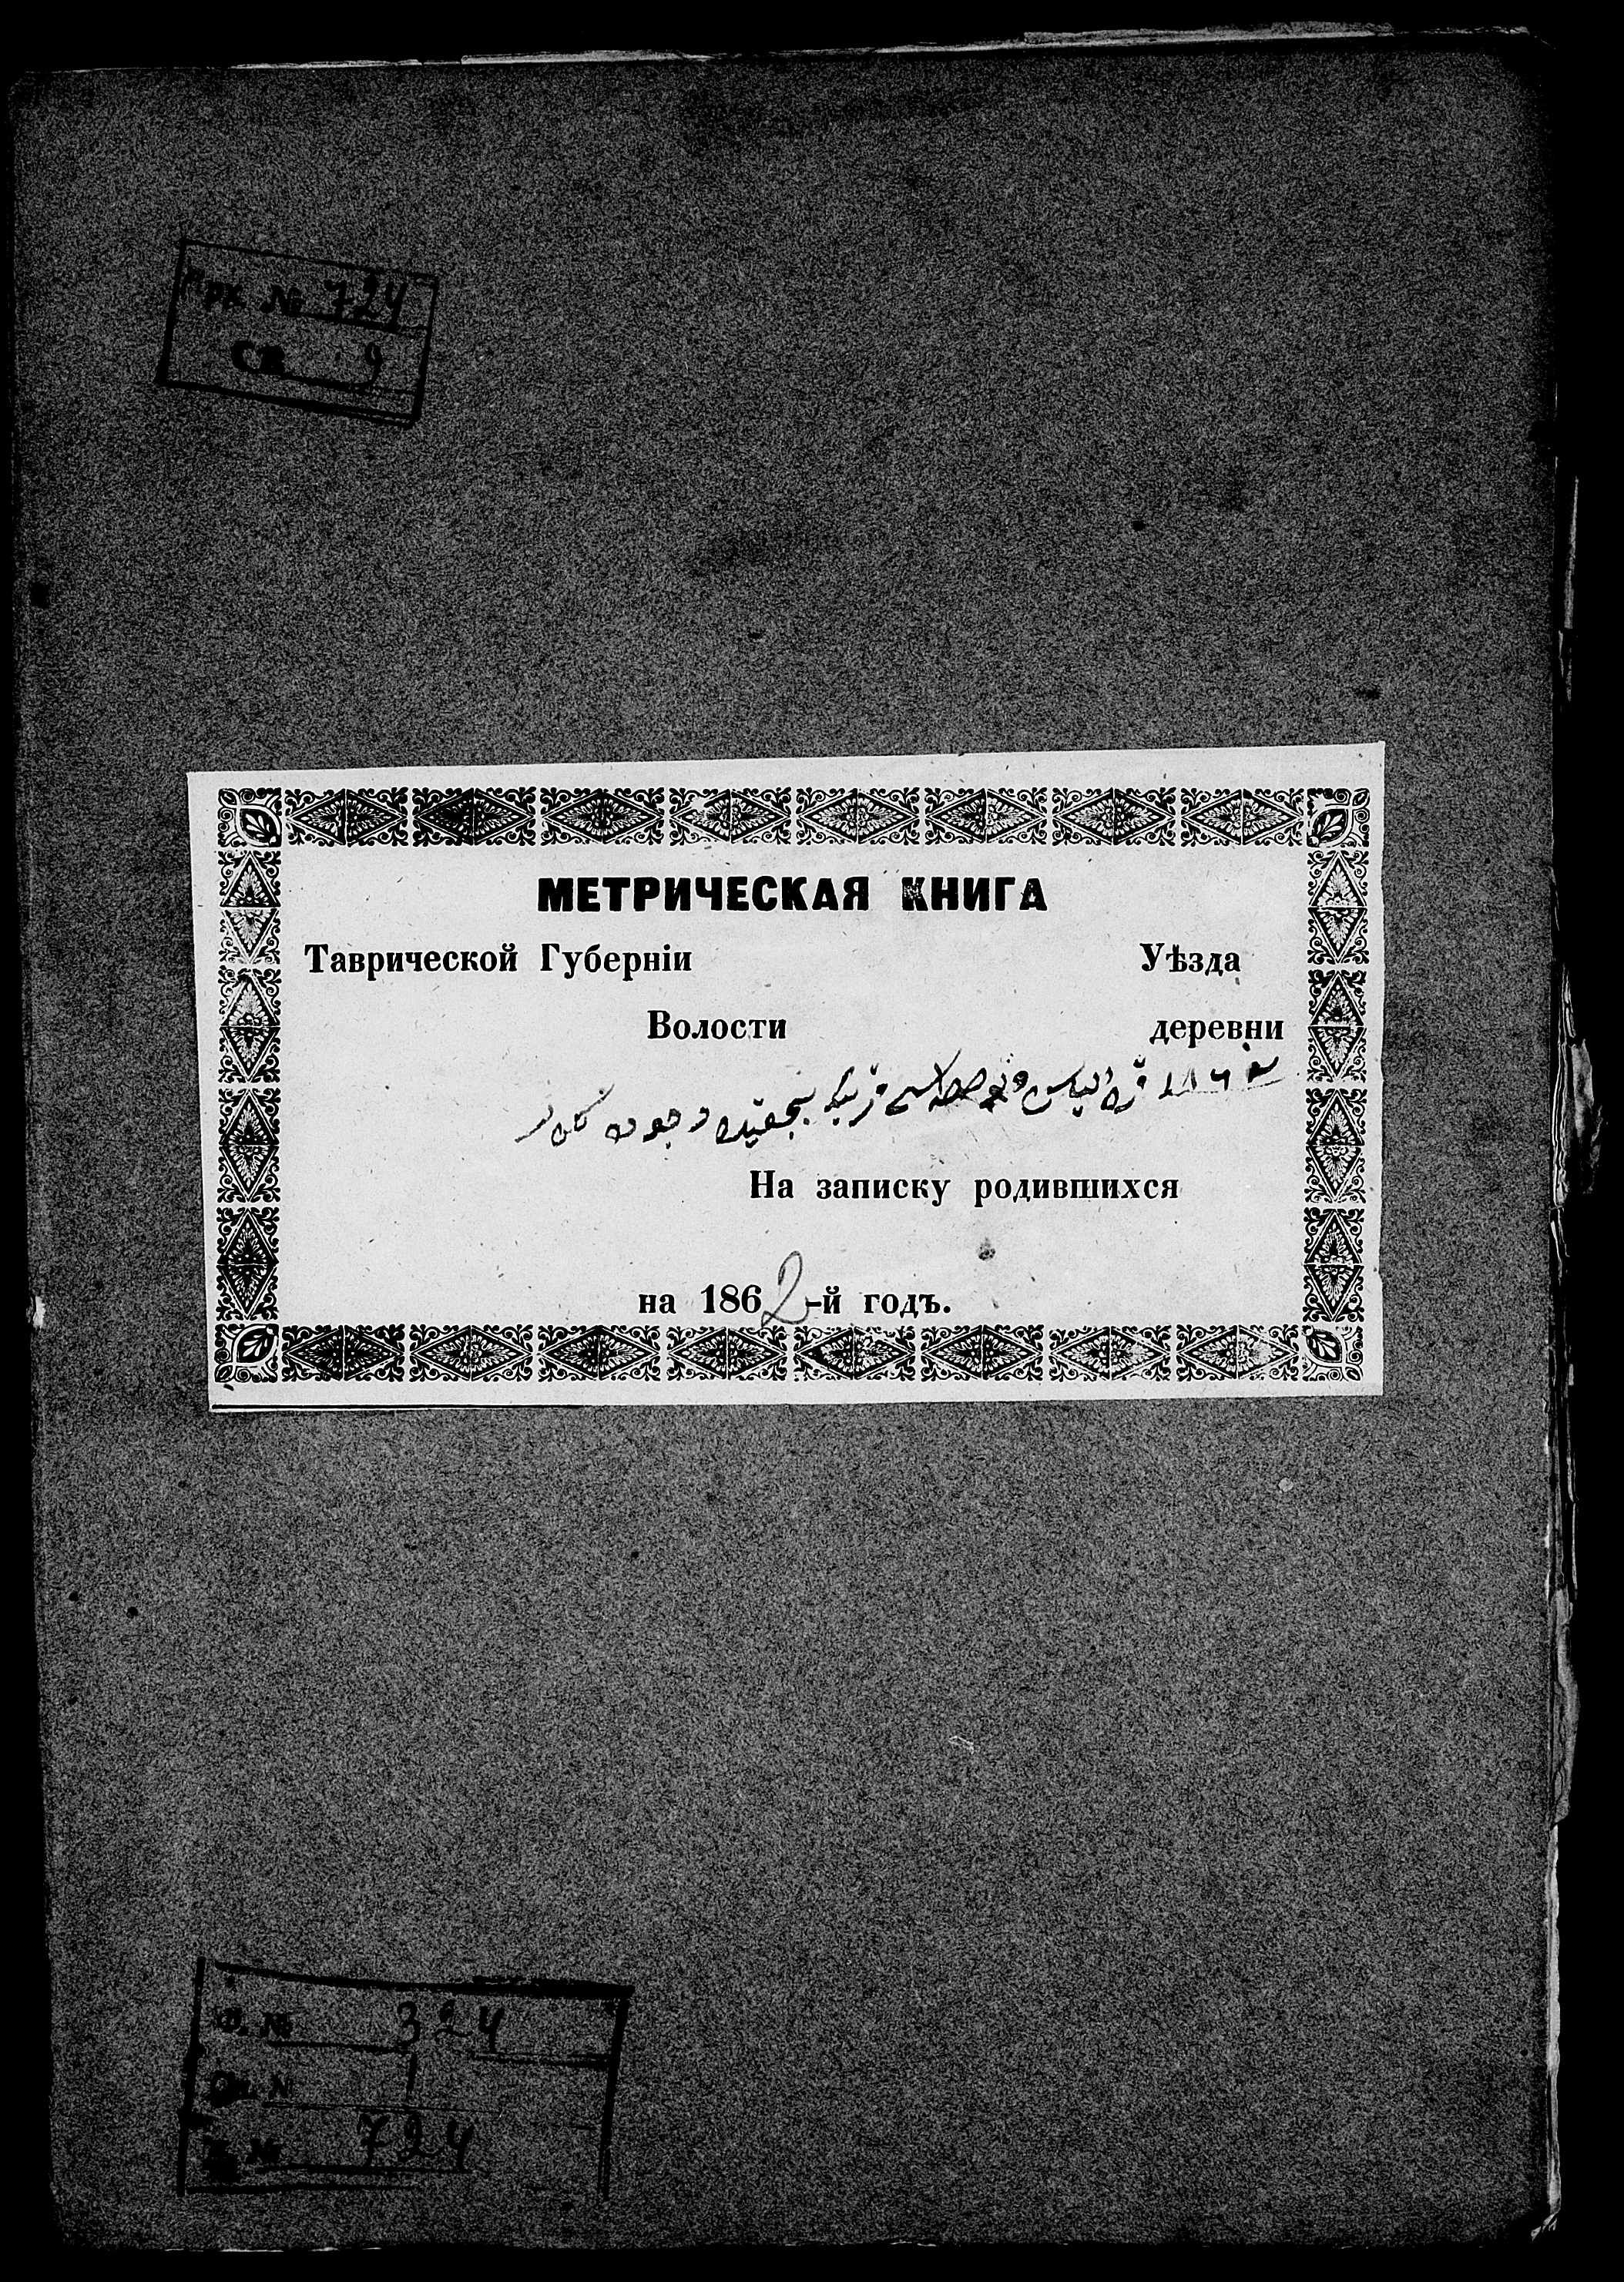 Арх № 724
Св 9
МЕТРИЧЕСКАЯ КНИГА
Таврической Губерніи Уѣзда
Волости деревни
На записку родившихся
на 1862-й годъ.
Ф. № 324
Оп. № 1
№ 724